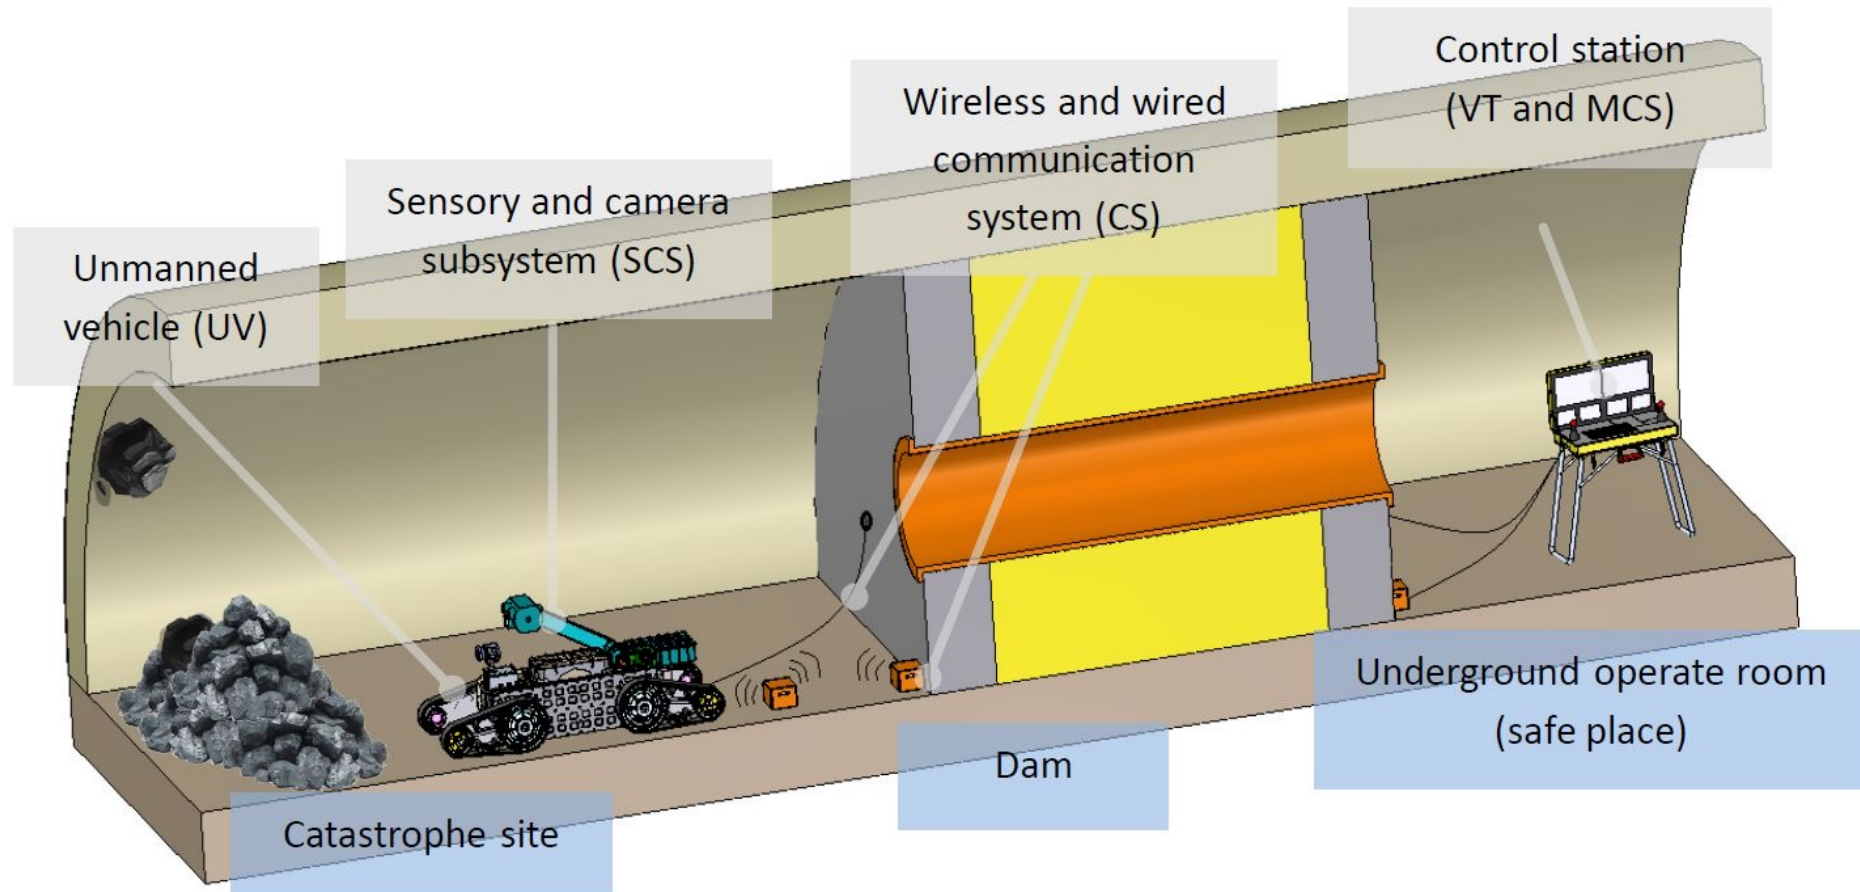 Unmanned
vehicle (UV)
Sensory and camera
subsystem (SCS)
Wireless and wired
communication
system (CS)
Control station
(VT and MCS)
Catastrophe site
Dam
Underground operate room
(safe place)